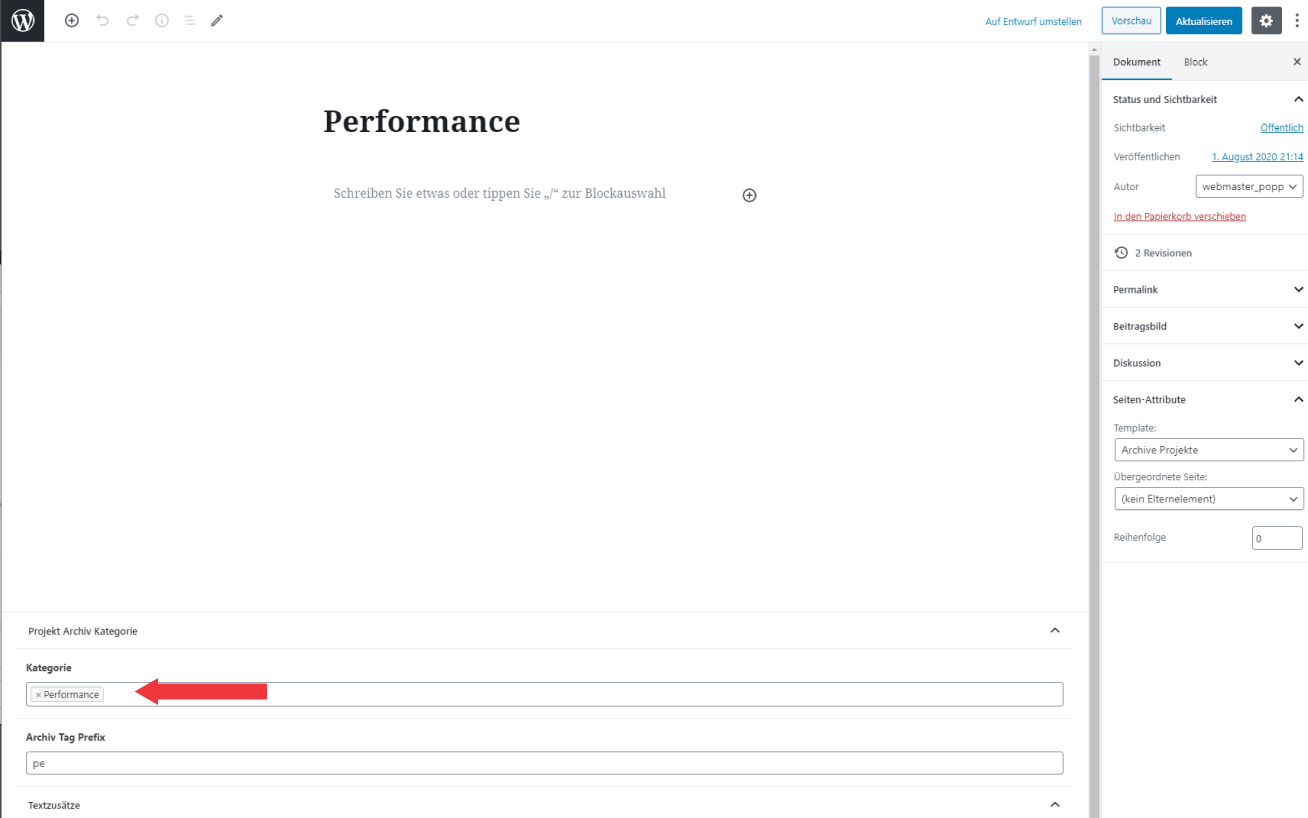 Auf Entwurf umstellen
Vorschau
Aktualisieren
Dokument
Block
Performance
Schreiben Sie etwas oder tippen Sie „/“ zur Blockauswahl
Status und Sichtbarkeit
Sichtbarkeit Öffentlich
Veröffentlichen 1. August 2020 21:14
Autor webmaster_popp
In den Papierkorb verschieben
2 Revisionen
Permalink
Beitragsbild
Diskussion
Seiten-Attribute
Template:
Archive Projekte
Übergeordnete Seite:
(kein Elternelement)
Reihenfolge 0
Projekt Archiv Kategorie
Kategorie
× Performance
Archiv Tag Prefix
pe
Textzusätze